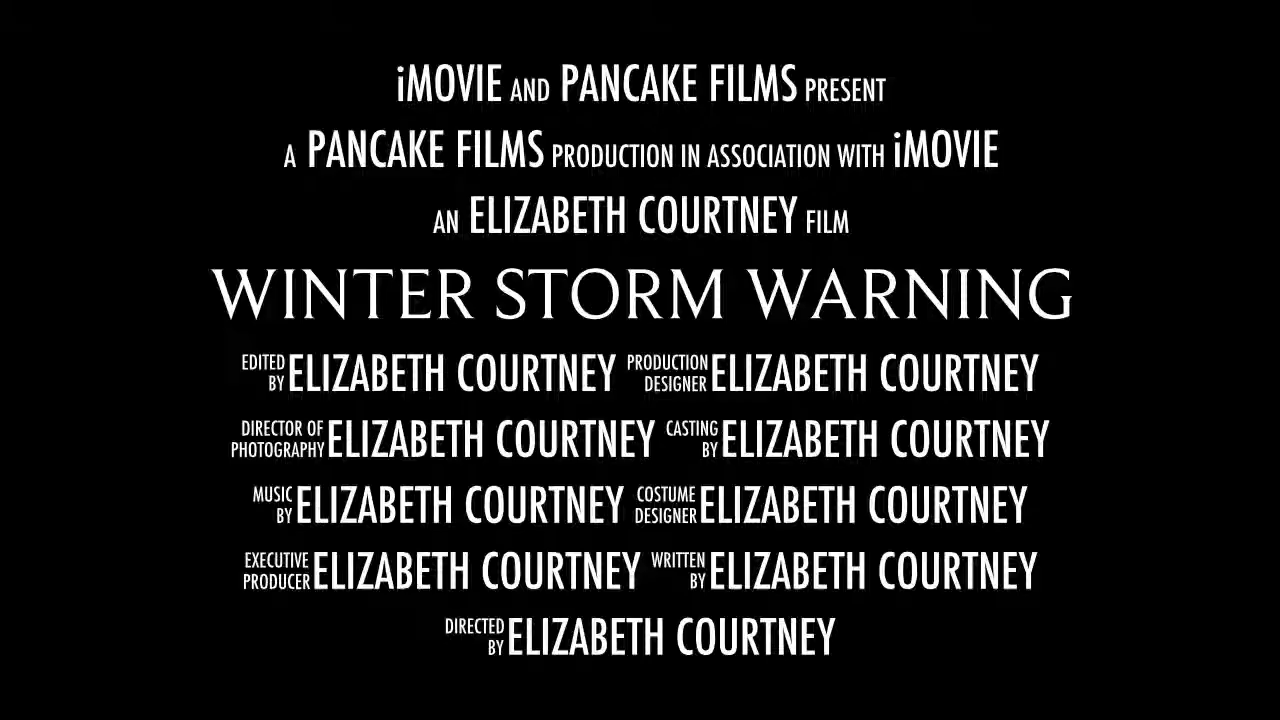 iMOVIE AND PANCAKE FILMS PRESENT
A PANCAKE FILMS PRODUCTION IN ASSOCIATION WITH iMOVIE
AN ELIZABETH COURTNEY FILM
WINTER STORM WARNING
EDITED BY ELIZABETH COURTNEY PRODUCTION DESIGNER ELIZABETH COURTNEY
DIRECTOR OF PHOTOGRAPHY ELIZABETH COURTNEY CASTING BY ELIZABETH COURTNEY
MUSIC BY ELIZABETH COURTNEY COSTUME DESIGNER ELIZABETH COURTNEY
EXECUTIVE PRODUCER ELIZABETH COURTNEY WRITTEN BY ELIZABETH COURTNEY
DIRECTED BY ELIZABETH COURTNEY